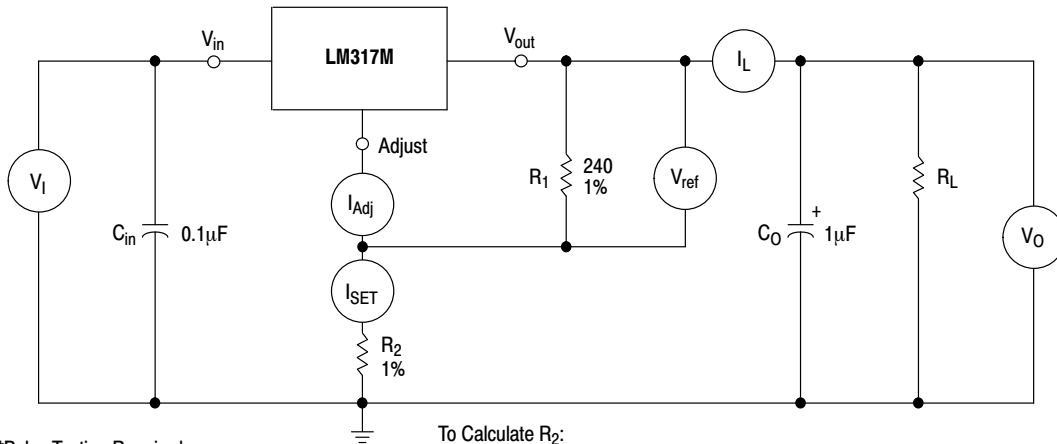 V_in
LM317M
V_out
I_L
Adjust
V_I
C_in
0.1μF
I_Adj
R_1
240
1%
V_ref
C_O
+
1μF
R_L
V_O
I_SET
R_2
1%
To Calculate R_2: